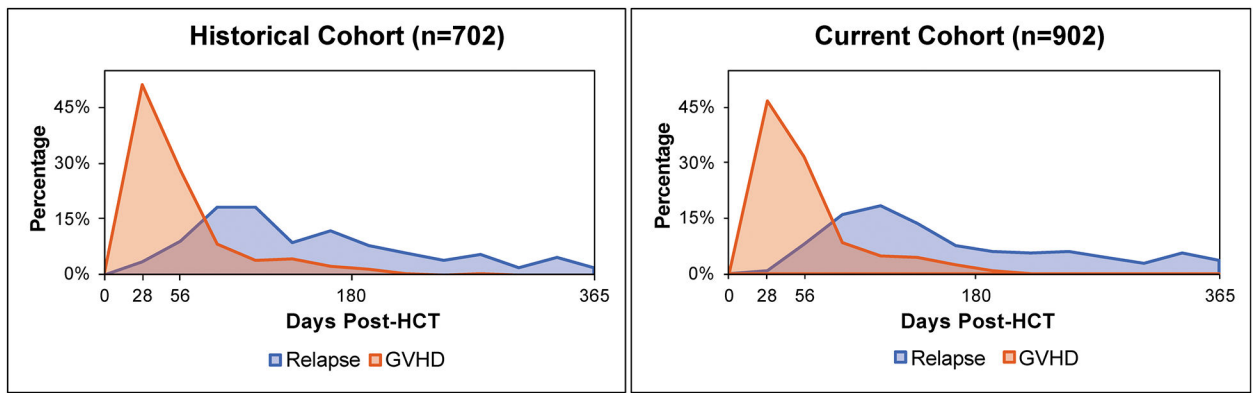 Historical Cohort (n=702)
Percentage
45%
30%
15%
0%
0 28 56 180 365
Days Post-HCT
Relapse GVHD
Current Cohort (n=902)
Percentage
45%
30%
15%
0%
0 28 56 180 365
Days Post-HCT
Relapse GVHD